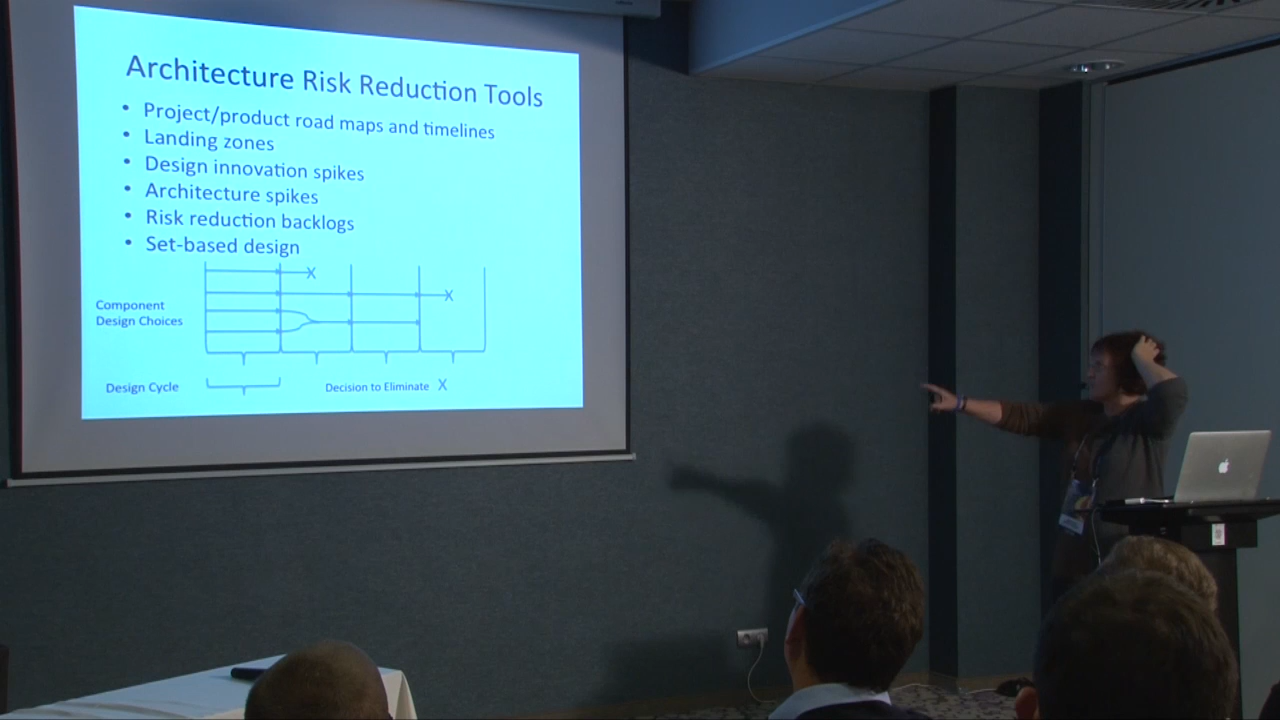 Architecture Risk Reduction Tools
• Project/product road maps and timelines
• Landing zones
• Design innovation spikes
• Architecture spikes
• Risk reduction backlogs
• Set-based design
X
X
Component
Design Choices
Design Cycle
Decision to Eliminate X